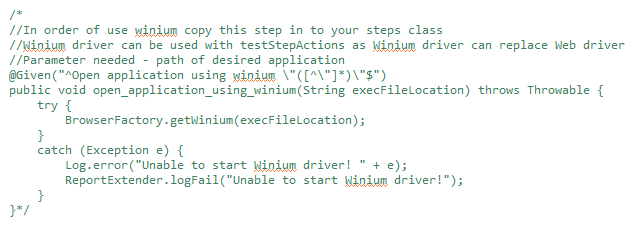 /*
//In order of use winium copy this step in to your steps class
//Winium driver can be used with testStepActions as Winium driver can replace Web driver
//Parameter needed - path of desired application
@Given("^Open application using winium \"([^\"]*)\"$")
public void open_application_using_winium(String execFileLocation) throws Throwable {
    try {
        BrowserFactory.getWinium(execFileLocation);
    }
    catch (Exception e) {
        Log.error("Unable to start Winium driver! " + e);
        ReportExtender.logFail("Unable to start Winium driver!");
    }
}*/